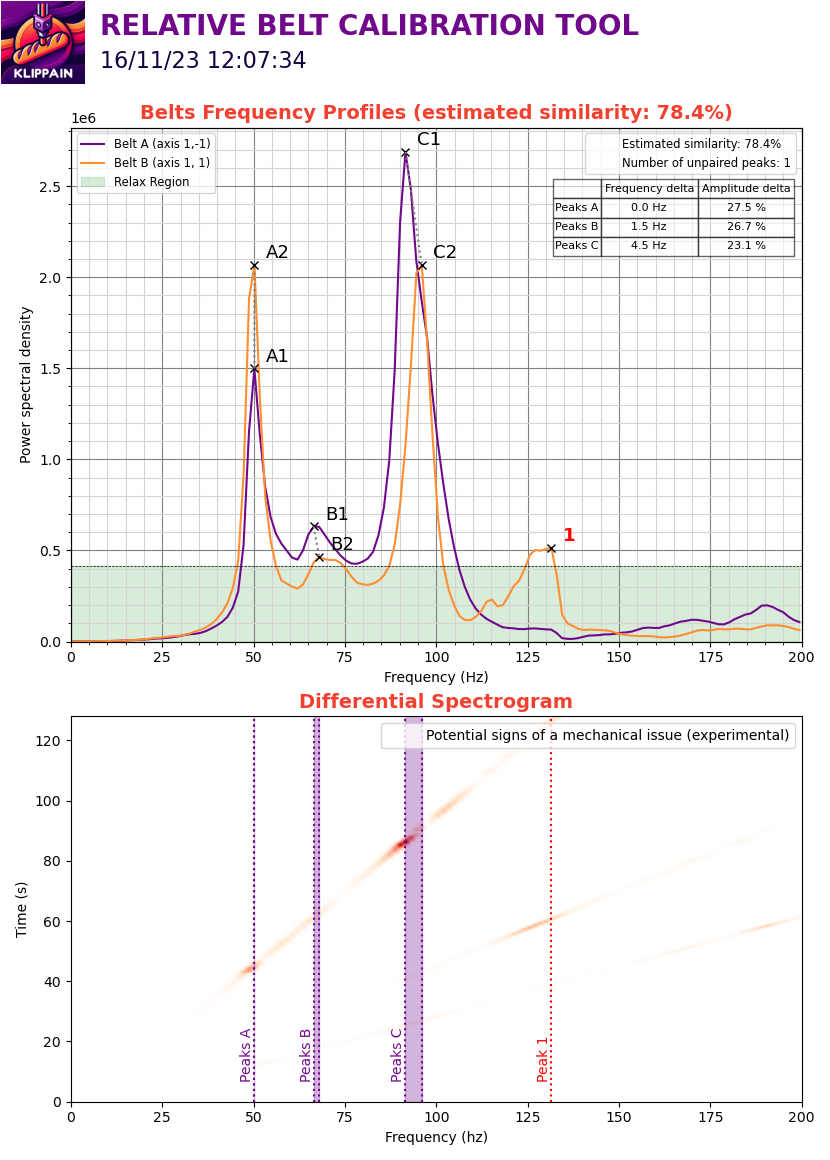 RELATIVE BELT CALIBRATION TOOL
16/11/23 12:07:34
KLIPPAIN
Belts Frequency Profiles (estimated similarity: 78.4%)
1e6
Belt A (axis 1,-1)
Belt B (axis 1, 1)
Relax Region
Estimated similarity: 78.4%
Number of unpaired peaks: 1
Frequency delta Amplitude delta
Peaks A 0.0 Hz 27.5 %
Peaks B 1.5 Hz 26.7 %
Peaks C 4.5 Hz 23.1 %
C1
C2
A2
A1
B1
B2
1
2.5
2.0
1.5
1.0
0.5
0.0
Power spectral density
0 25 50 75 100 125 150 175 200
Frequency (Hz)
Differential Spectrogram
Potential signs of a mechanical issue (experimental)
120
100
80
60
40
20
0
Time (s)
Peaks A
Peaks B
Peaks C
Peak 1
0 25 50 75 100 125 150 175 200
Frequency (hz)